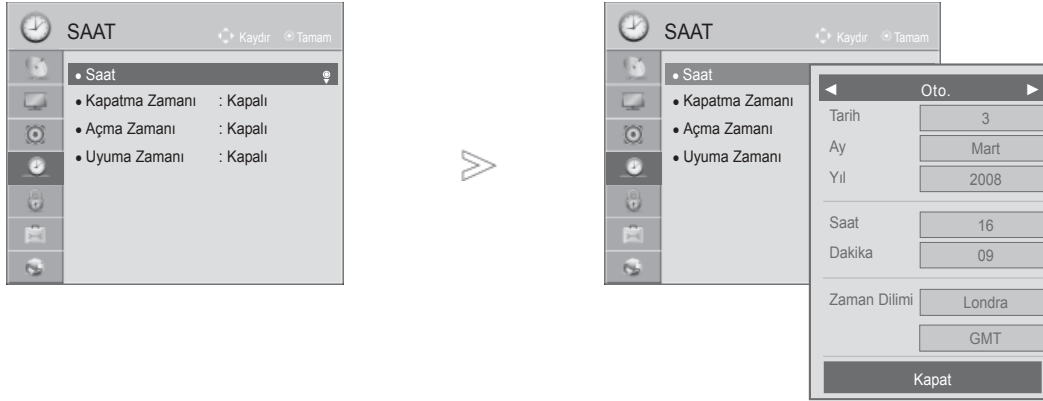 SAAT Kaydır Tamam
• Saat
• Kapatma Zamanı : Kapalı
• Açma Zamanı : Kapalı
• Uyuma Zamanı : Kapalı
SAAT Kaydır Tamam
• Saat
• Kapatma Zamanı
• Açma Zamanı
• Uyuma Zamanı
◄ Oto. ►
Tarih 3
Ay Mart
Yıl 2008
Saat 16
Dakika 09
Zaman Dilimi Londra
GMT
Kapat